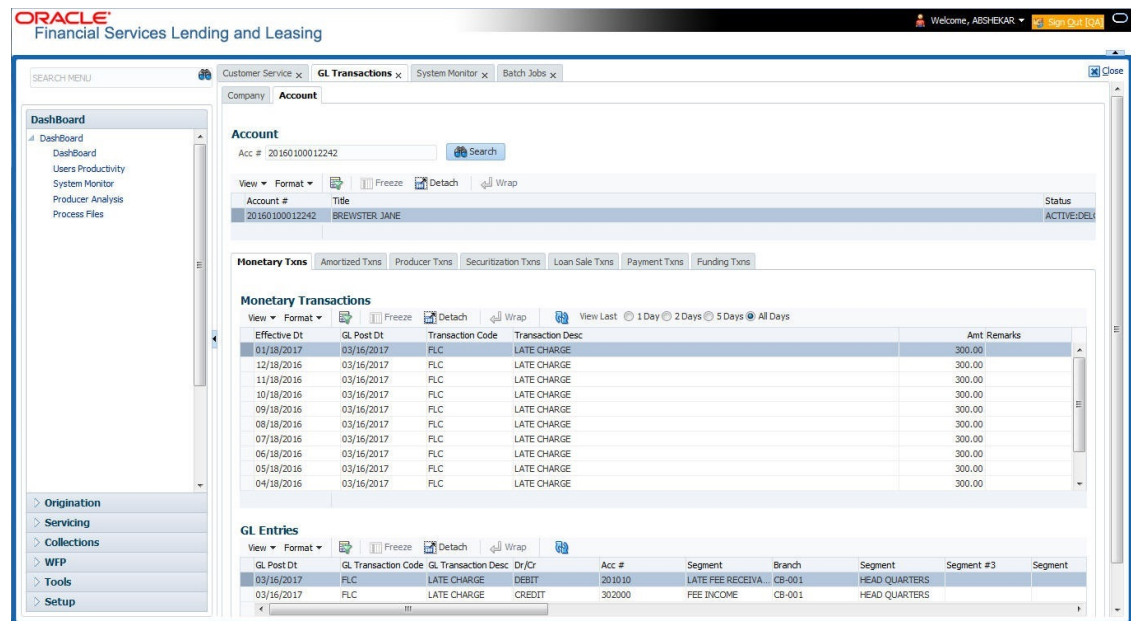 ORACLE
Financial Services Lending and Leasing
Welcome, ABSHEKAR
Sign Out [QA]
SEARCH MENU
Customer Service x GL Transactions x System Monitor x Batch Jobs x
Close
Company Account
DashBoard
DashBoard
DashBoard
Users Productivity
System Monitor
Producer Analysis
Process Files
Origination
Servicing
Collections
WFP
Tools
Setup
Account
Acc # 20160100012242 Search
View Format Freeze Detach Wrap
Account # Title Status
20160100012242 BREWSTER JANE ACTIVE:DEL
Monetary Txns Amortized Txns Producer Txns Securitization Txns Loan Sale Txns Payment Txns Funding Txns
Monetary Transactions
View Format Freeze Detach Wrap View Last 1 Day 2 Days 5 Days All Days
Effective Dt GL Post Dt Transaction Code Transaction Desc Amt Remarks
01/18/2017 03/16/2017 FLC LATE CHARGE 300.00
12/18/2016 03/16/2017 FLC LATE CHARGE 300.00
11/18/2016 03/16/2017 FLC LATE CHARGE 300.00
10/18/2016 03/16/2017 FLC LATE CHARGE 300.00
09/18/2016 03/16/2017 FLC LATE CHARGE 300.00
08/18/2016 03/16/2017 FLC LATE CHARGE 300.00
07/18/2016 03/16/2017 FLC LATE CHARGE 300.00
06/18/2016 03/16/2017 FLC LATE CHARGE 300.00
05/18/2016 03/16/2017 FLC LATE CHARGE 300.00
04/18/2016 03/16/2017 FLC LATE CHARGE 300.00
GL Entries
View Format Freeze Detach Wrap
GL Post Dt GL Transaction Code GL Transaction Desc Dr/Cr Acc # Segment Branch Segment Segment #3 Segment
03/16/2017 FLC LATE CHARGE DEBIT 201010 LATE FEE RECEIVA... CB-001 HEAD QUARTERS
03/16/2017 FLC LATE CHARGE CREDIT 302000 FEE INCOME CB-001 HEAD QUARTERS